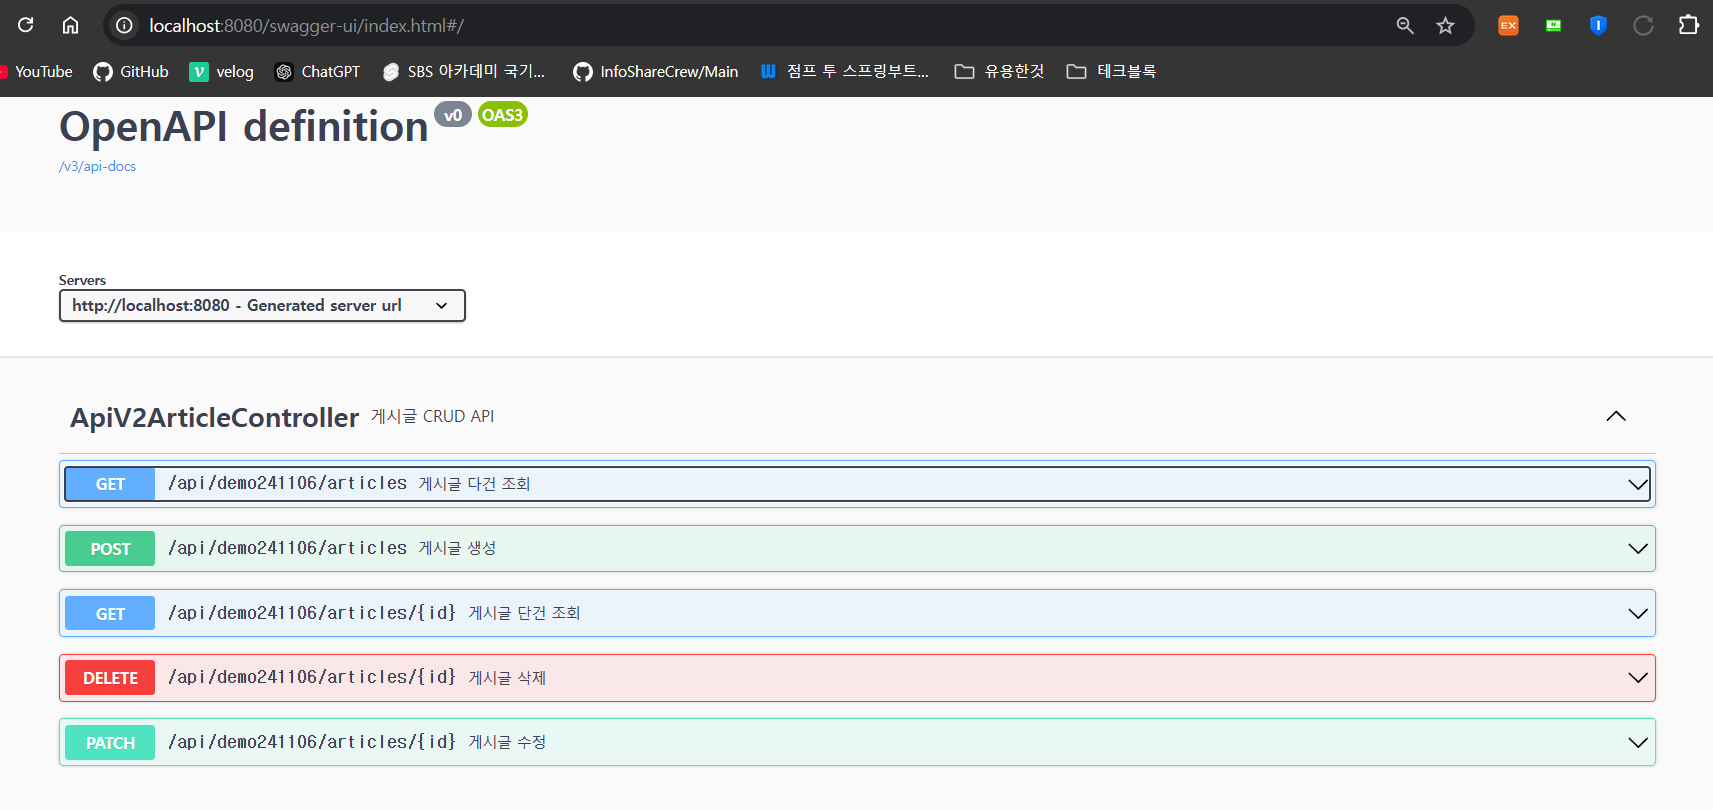 localhost:8080/swagger-ui/index.html#/
EX
YouTube GitHub velog ChatGPT SBS 아카데미 국기... InfoShareCrew/Main 점프 투 스프링부트... 유용한것 테크블록
OpenAPI definition v0 OAS3
/v3/api-docs
Servers
http://localhost:8080 - Generated server url
ApiV2ArticleController 게시글 CRUD API
GET /api/demo241106/articles 게시글 다건 조회
POST /api/demo241106/articles 게시글 생성
GET /api/demo241106/articles/{id} 게시글 단건 조회
DELETE /api/demo241106/articles/{id} 게시글 삭제
PATCH /api/demo241106/articles/{id} 게시글 수정